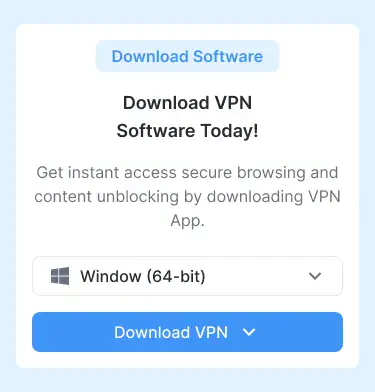 Download Software
Download VPN
Software Today!
Get instant access secure browsing and
content unblocking by downloading VPN
App.
Window (64-bit)
Download VPN